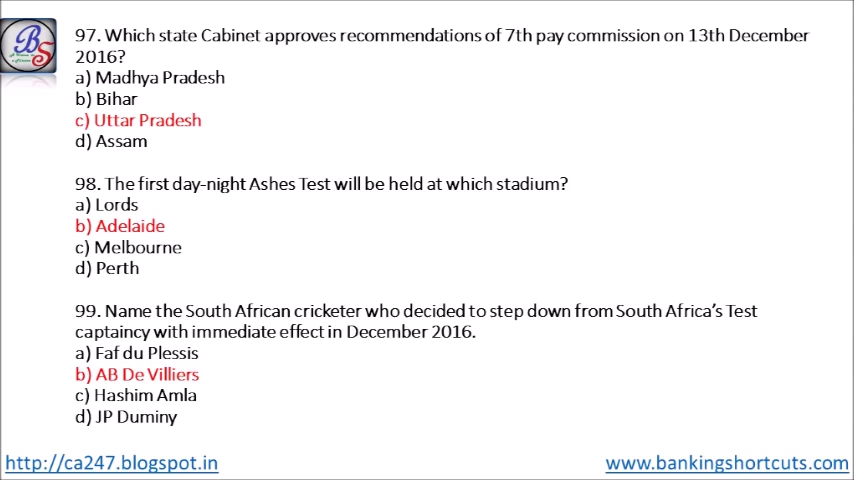 BS
97. Which state Cabinet approves recommendations of 7th pay commission on 13th December
2016?
a) Madhya Pradesh
b) Bihar
c) Uttar Pradesh
d) Assam
98. The first day-night Ashes Test will be held at which stadium?
a) Lords
b) Adelaide
c) Melbourne
d) Perth
99. Name the South African cricketer who decided to step down from South Africa's Test
captaincy with immediate effect in December 2016.
a) Faf du Plessis
b) AB De Villiers
c) Hashim Amla
d) JP Duminy
http://ca247.blogspot.in
www.bankingshortcuts.com